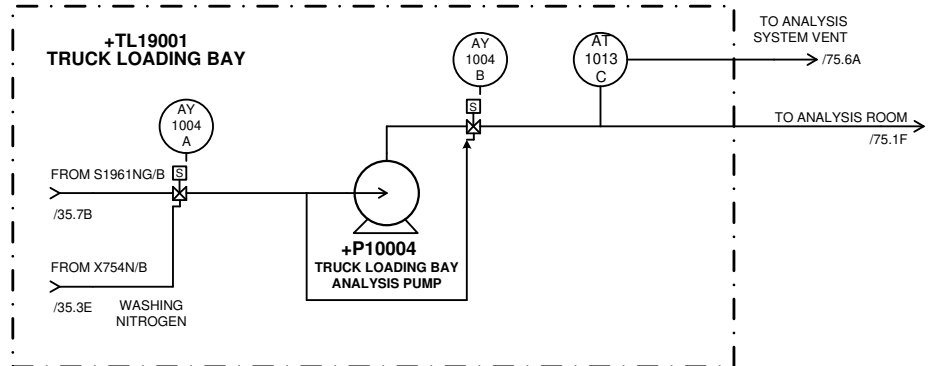 +TL19001
TRUCK LOADING BAY
AY
1004
A
S
FROM S1961NG/B
/35.7B
FROM X754N/B
/35.3E
WASHING
NITROGEN
+P10004
TRUCK LOADING BAY
ANALYSIS PUMP
AY
1004
B
S
AT
1013
C
TO ANALYSIS
SYSTEM VENT
/75.6A
TO ANALYSIS ROOM
/75.1F